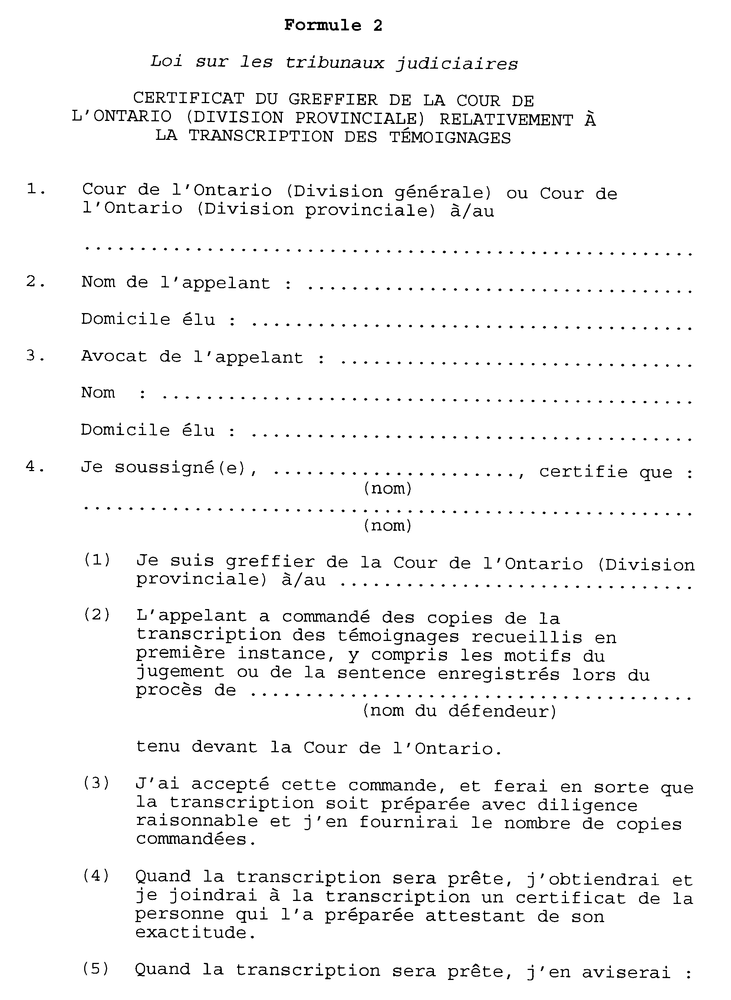 Formule 2
Loi sur les tribunaux judiciaires
CERTIFICAT DU GREFFIER DE LA COUR DE
L'ONTARIO (DIVISION PROVINCIALE) RELATIVEMENT À
LA TRANSCRIPTION DES TÉMOIGNAGES
1. Cour de l'Ontario (Division générale) ou Cour de
l'Ontario (Division provinciale) à/au
.......................................................
2. Nom de l'appelant : ...................................
Domicile élu : ........................................
3. Avocat de l'appelant : ................................
Nom : ................................................
Domicile élu : ........................................
4. Je soussigné(e), ......................, certifie que :
(nom)
.......................................................
(nom)
(1) Je suis greffier de la Cour de l'Ontario (Division
provinciale) à/au ................................
(2) L'appelant a commandé des copies de la
transcription des témoignages recueillis en
première instance, y compris les motifs du
jugement ou de la sentence enregistrés lors du
procès de ........................................
(nom du défendeur)
tenu devant la Cour de l'Ontario.
(3) J'ai accepté cette commande, et ferai en sorte que
la transcription soit préparée avec diligence
raisonnable et j'en fournirai le nombre de copies
commandées.
(4) Quand la transcription sera prête, j'obtiendrai et
je joindrai à la transcription un certificat de la
personne qui l'a préparée attestant de son
exactitude.
(5) Quand la transcription sera prête, j'en aviserai :